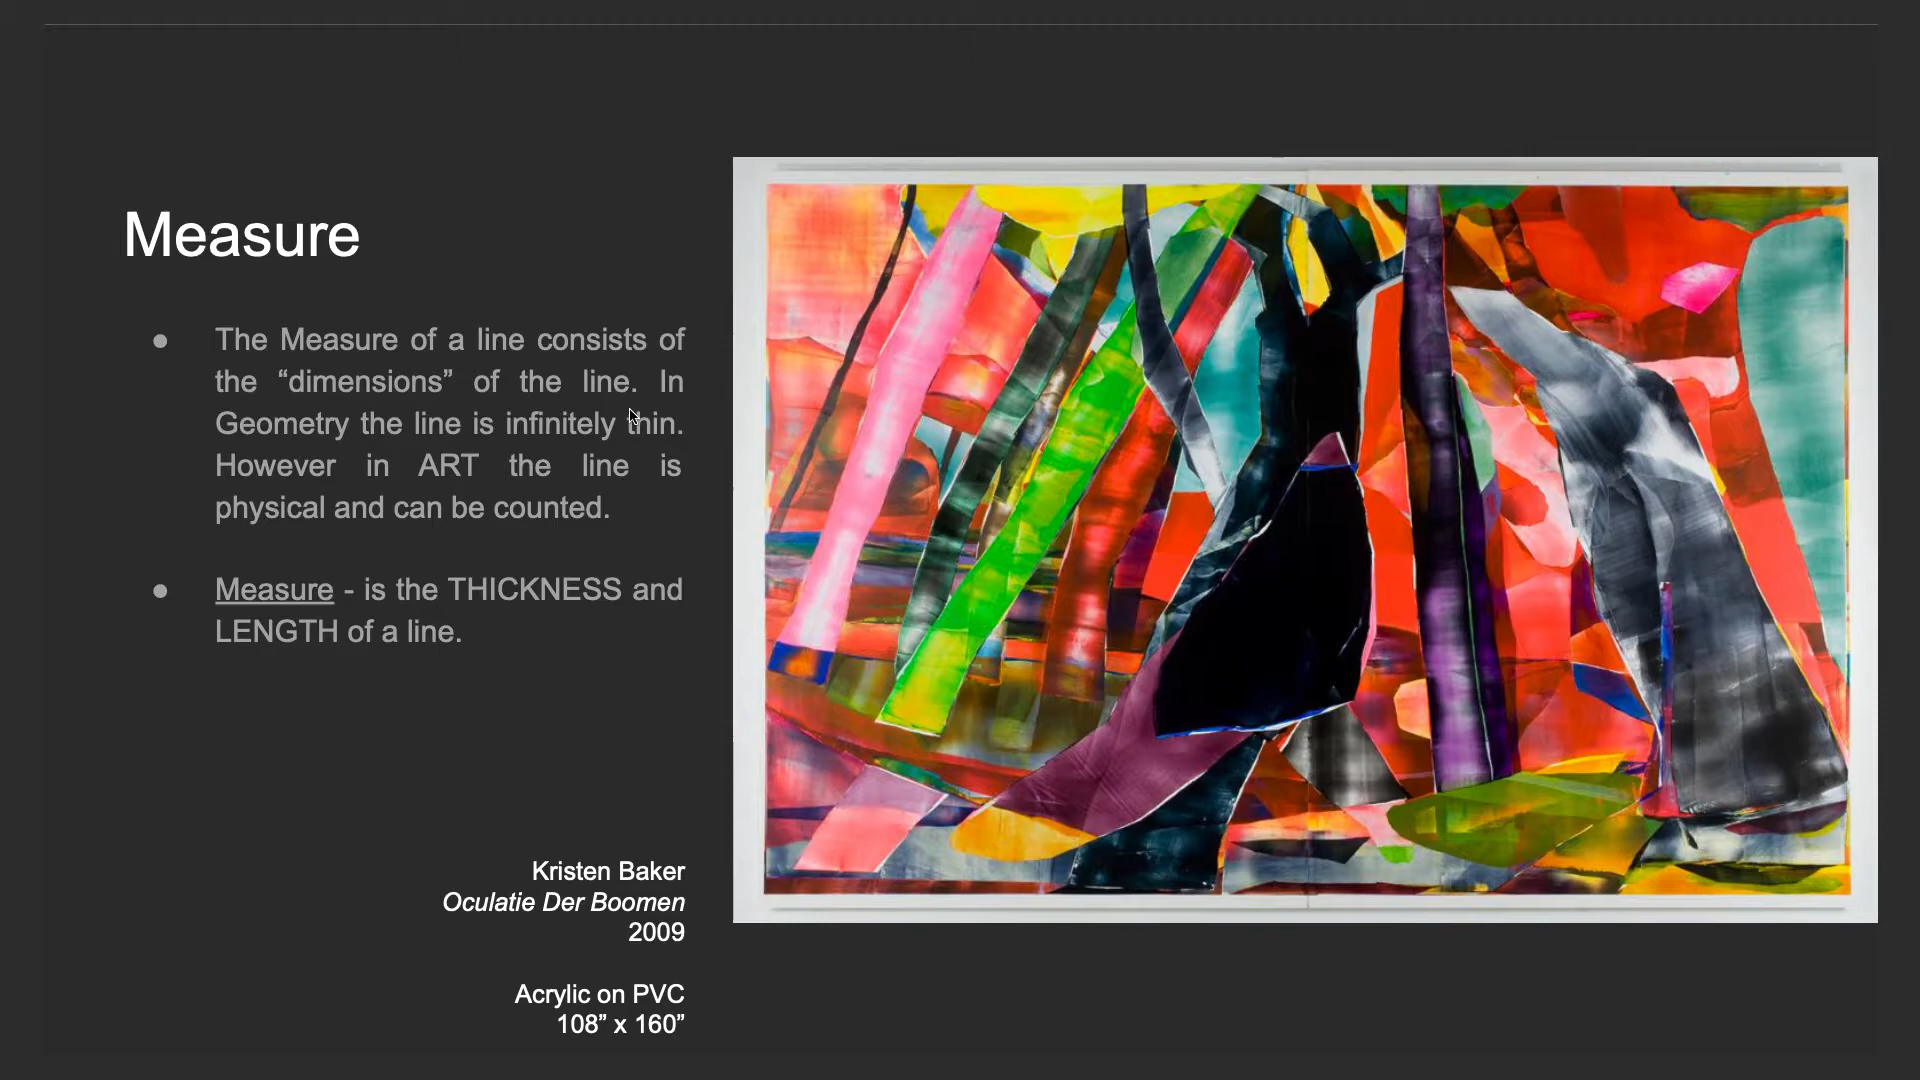 Measure
● The Measure of a line consists of
the “dimensions” of the line. In
Geometry the line is infinitely thin.
However in ART the line is
physical and can be counted.
● Measure - is the THICKNESS and
LENGTH of a line.
Kristen Baker
Oculatie Der Boomen
2009
Acrylic on PVC
108” x 160”